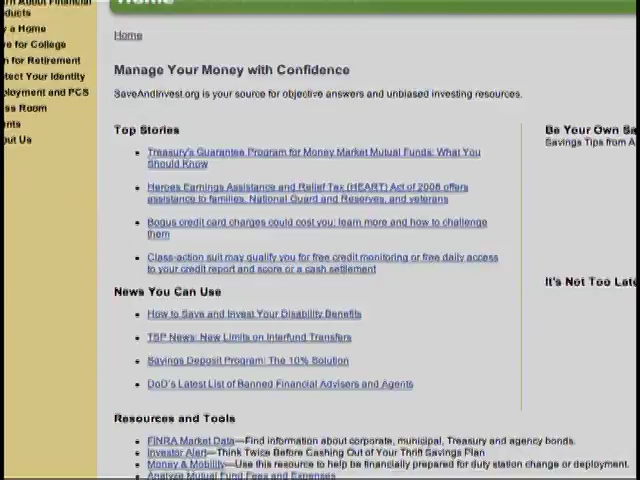 Home
Home
Manage Your Money with Confidence
SaveAndInvest.org is your source for objective answers and unbiased investing resources.
Top Stories
Treasury's Guarantee Program for Money Market Mutual Funds: What You
Should Know
Heroes Earnings Assistance and Relief Tax (HEART) Act of 2008 offers
assistance to families, National Guard and Reserves, and veterans
Bogus credit card charges could cost you; learn more and how to challenge
them
Class-action suit may qualify you for free credit monitoring or free daily access
to your credit report and score or a cash settlement
News You Can Use
How to Save and Invest Your Disability Benefits
TSP News: New Limits on Interfund Transfers
Savings Deposit Program: The 10% Solution
DoD's Latest List of Banned Financial Advisers and Agents
Resources and Tools
FINRA Market Data—Find information about corporate, municipal, Treasury and agency bonds.
Investor Alert—Think Twice Before Cashing Out of Your Thrift Savings Plan
Money & Mobility—Use this resource to help be financially prepared for duty station change or deployment.
Analyze Mutual Fund Fees and Expenses
rn About Financial
ducts
y a Home
e for College
n for Retirement
tect Your Identity
ployment and PCS
ss Room
nts
out Us
Be Your Own Sa
Savings Tips from A
It's Not Too Late